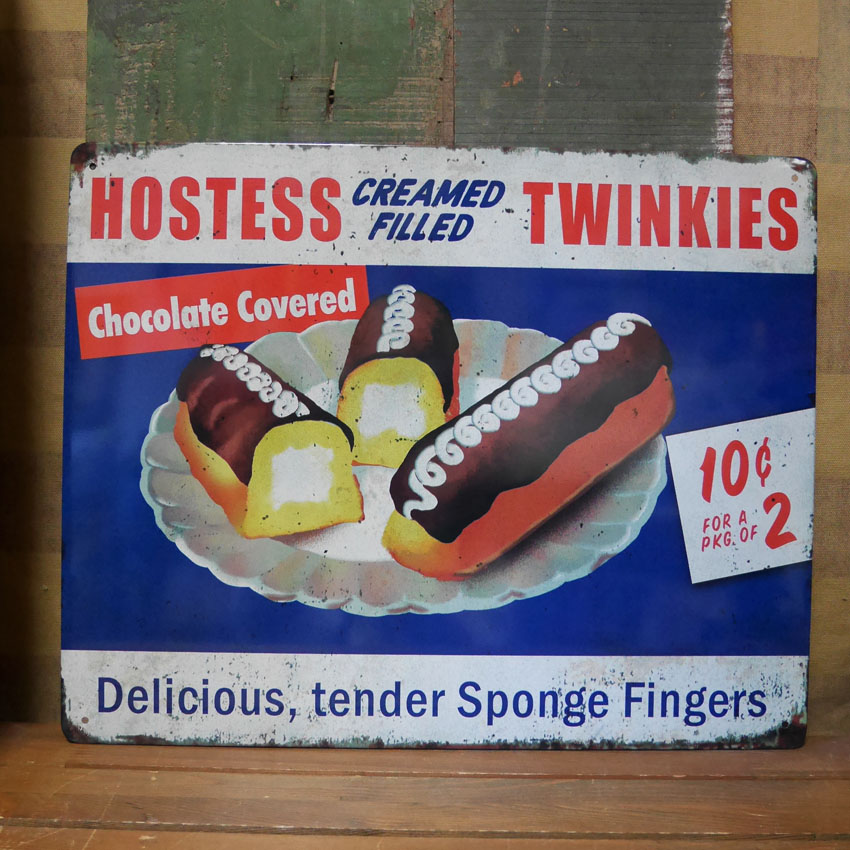 HOSTESS CREAMED FILLED TWINKIES
Chocolate Covered
10¢
FOR A PKG. OF 2
Delicious, tender Sponge Fingers